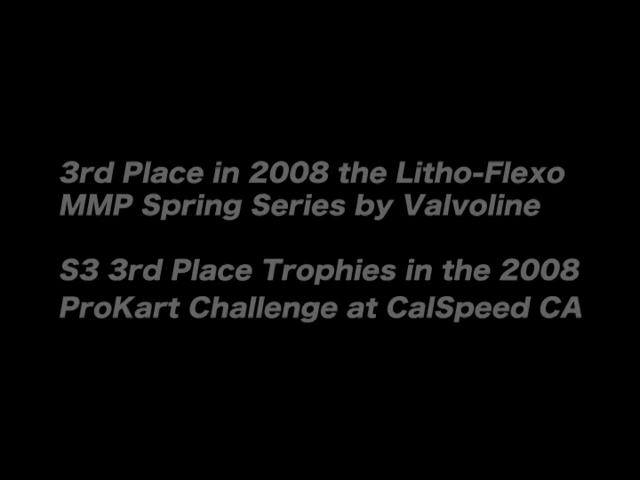 3rd Place in 2008 the Litho-Flexo
MMP Spring Series by Valvoline
S3 3rd Place Trophies in the 2008
ProKart Challenge at CalSpeed CA